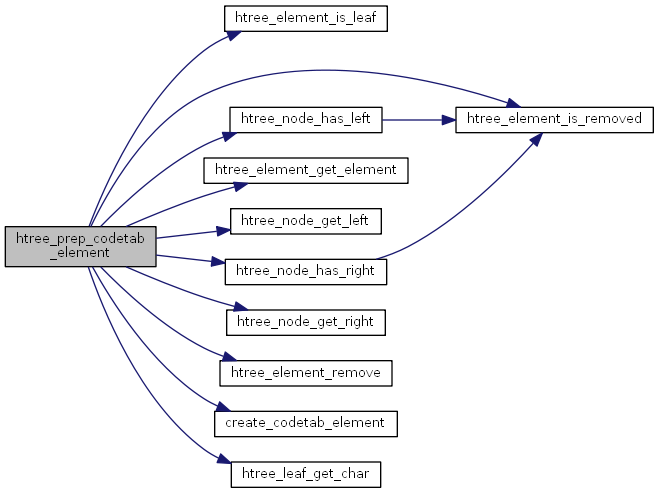 htree_element_is_leaf
htree_node_has_left
htree_element_is_removed
htree_element_get_element
htree_node_get_left
htree_prep_codetab
_element
htree_node_has_right
htree_node_get_right
htree_element_remove
create_codetab_element
htree_leaf_get_char